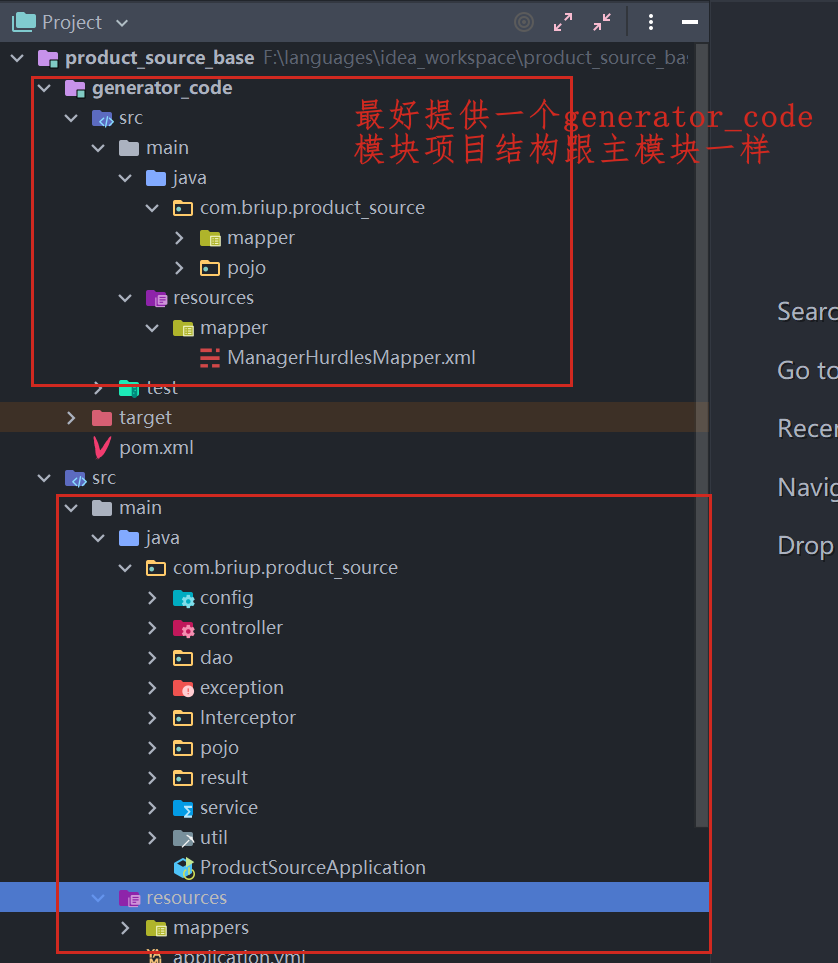 Project
product_source_base F:\languages\idea_workspace\product_source_ba
generator_code
最好提供一个generator_code
模块项目结构跟主模块一样
src
main
java
com.briup.product_source
mapper
pojo
resources
mapper
ManagerHurdlesMapper.xml
test
target
pom.xml
src
main
java
com.briup.product_source
config
controller
dao
exception
Interceptor
pojo
result
service
util
ProductSourceApplication
resources
mappers
application.yml
Searc
Go to
Recen
Navig
Drop